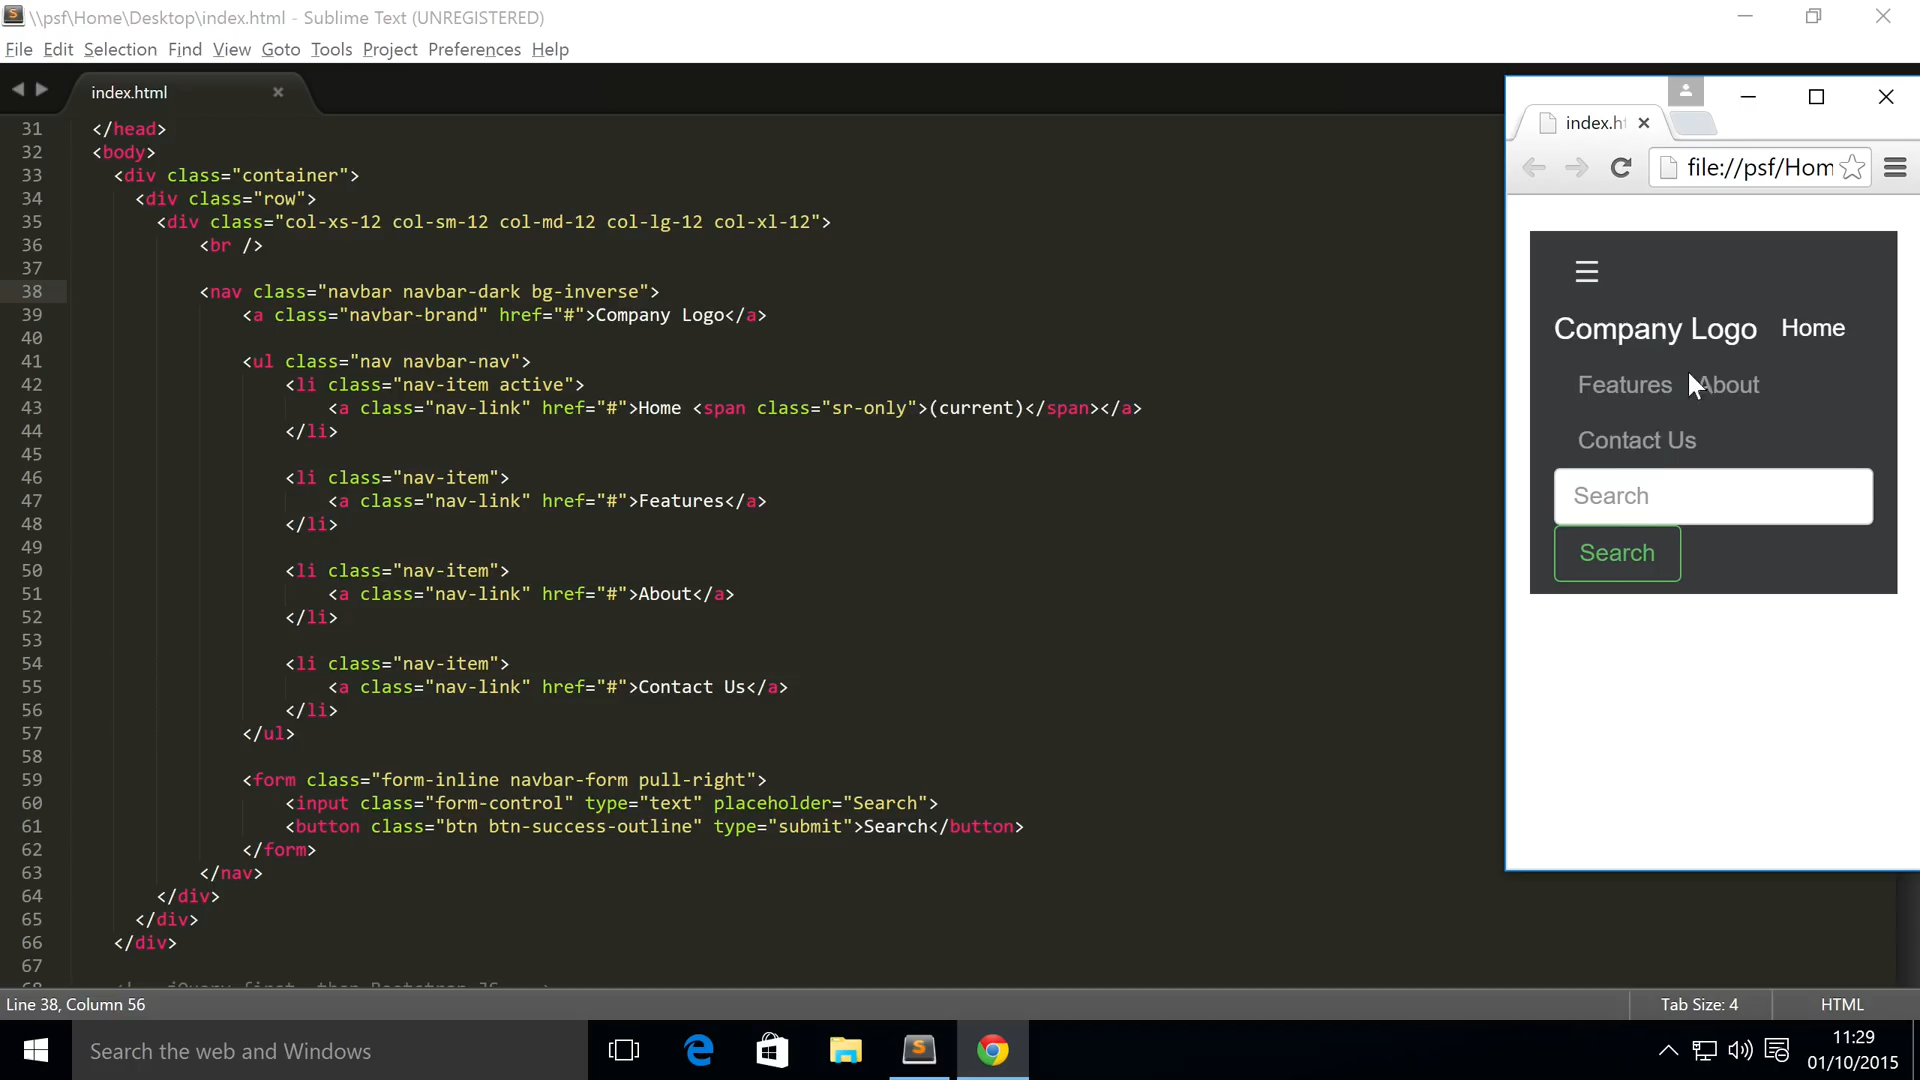 \\psf\Home\Desktop\index.html - Sublime Text (UNREGISTERED)
File Edit Selection Find View Goto Tools Project Preferences Help
index.html
31 </head>
32 <body>
33 <div class="container">
34 <div class="row">
35 <div class="col-xs-12 col-sm-12 col-md-12 col-lg-12 col-xl-12">
36 <br />
37
38 <nav class="navbar navbar-dark bg-inverse">
39 <a class="navbar-brand" href="#">Company Logo</a>
40
41 <ul class="nav navbar-nav">
42 <li class="nav-item active">
43 <a class="nav-link" href="#">Home <span class="sr-only">(current)</span></a>
44 </li>
45
46 <li class="nav-item">
47 <a class="nav-link" href="#">Features</a>
48 </li>
49
50 <li class="nav-item">
51 <a class="nav-link" href="#">About</a>
52 </li>
53
54 <li class="nav-item">
55 <a class="nav-link" href="#">Contact Us</a>
56 </li>
57 </ul>
58
59 <form class="form-inline navbar-form pull-right">
60 <input class="form-control" type="text" placeholder="Search">
61 <button class="btn btn-success-outline" type="submit">Search</button>
62 </form>
63 </nav>
64 </div>
65 </div>
66 </div>
67
index.h
file://psf/Hom
Company Logo Home
Features About
Contact Us
Search
Search
Line 38, Column 56
Tab Size: 4
HTML
Search the web and Windows
11:29
01/10/2015